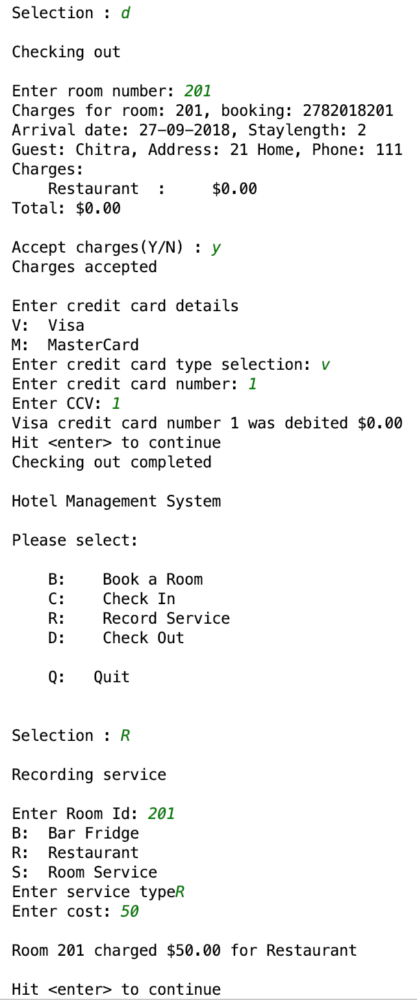 Selection : d
Checking out
Enter room number: 201
Charges for room: 201, booking: 2782018201
Arrival date: 27-09-2018, Staylength: 2
Guest: Chitra, Address: 21 Home, Phone: 111
Charges:
    Restaurant  :     $0.00
Total: $0.00
Accept charges(Y/N) : y
Charges accepted
Enter credit card details
V:  Visa
M:  MasterCard
Enter credit card type selection: v
Enter credit card number: 1
Enter CCV: 1
Visa credit card number 1 was debited $0.00
Hit <enter> to continue
Checking out completed
Hotel Management System
Please select:
    B:    Book a Room
    C:    Check In
    R:    Record Service
    D:    Check Out
    Q:   Quit
Selection : R
Recording service
Enter Room Id: 201
B:  Bar Fridge
R:  Restaurant
S:  Room Service
Enter service typeR
Enter cost: 50
Room 201 charged $50.00 for Restaurant
Hit <enter> to continue